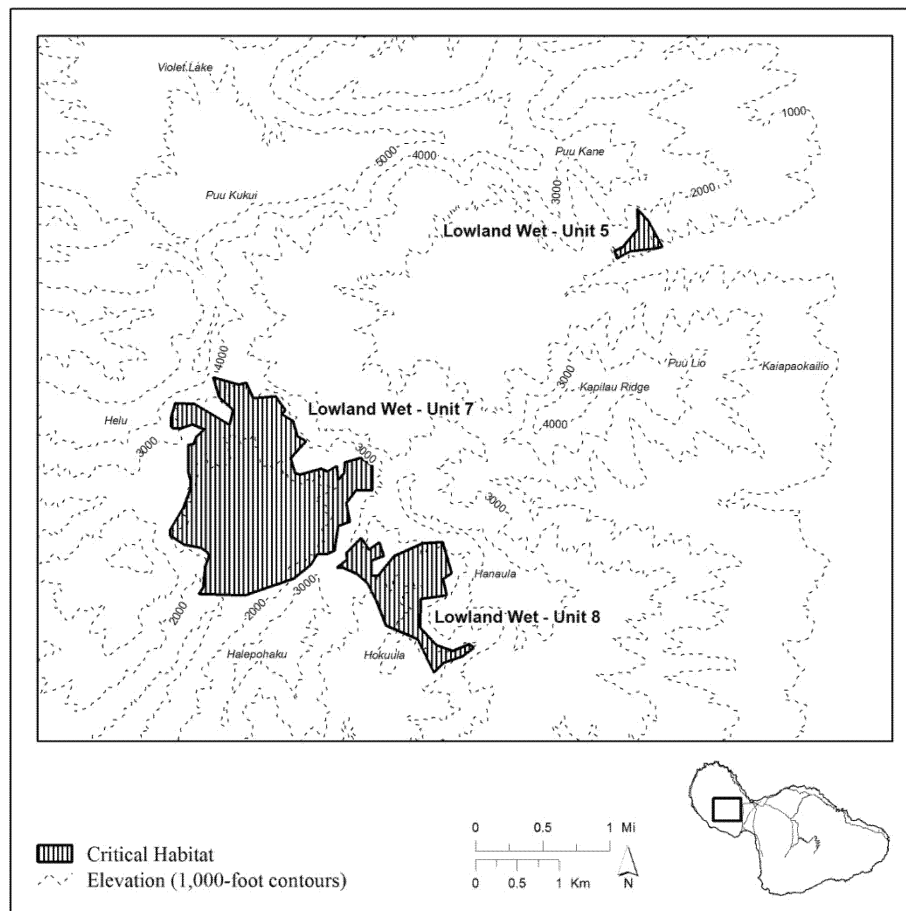 Violet Lake
1000
Puu Kane
5000
4000
3000
2000
Puu Kukui
Lowland Wet - Unit 5
4000
Puu Lio
Kaiapaokailio
3000
Kapilau Ridge
Lowland Wet - Unit 7
Helu
4000
3000
3000
3000
Hanaula
2000
2000
3000
Lowland Wet - Unit 8
Halepohaku
Hokuula
0 0.5 1 Mi
Critical Habitat
Elevation (1,000-foot contours)
0 0.5 1 Km
N